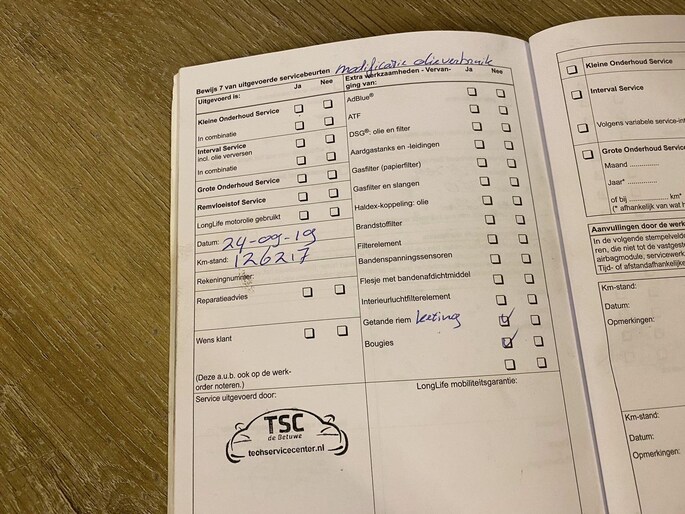 Bewijs 7 van uitgevoerde servicebeurten modificatie olieverbruik
Uitgevoerd is: Ja Nee
Kleine Onderhoud Service
In combinatie
Interval Service
incl. olie verversen
In combinatie
Grote Onderhoud Service
Remvloeistof Service
LongLife motorolie gebruikt
Datum: 24-09-19
Km-stand: 126217
Rekeningnummer:
Reparatieadvies
Wens klant
(Deze a.u.b. ook op de werk-
order noteren.)
Service uitgevoerd door:
TSC
de Betuwe
techservicecenter.nl
Extra werkzaamheden - Vervan-
ging van: Ja Nee
AdBlue®
ATF
DSG®: olie en filter
Aardgastanks en -leidingen
Gasfilter (papierfilter)
Gasfilter en slangen
Haldex-koppeling: olie
Brandstoffilter
Filterelement
Bandenspanningssensoren
Flesje met bandenafdichtmiddel
Interieurluchtfilterelement
Getande riem ketting
Bougies
LongLife mobiliteitsgarantie:
Kleine Onderhoud Service
Interval Service
Volgens variabele service-int
Grote Onderhoud Service
Maand
Jaar*
of bij km*
(* afhankelijk van wat h
Aanvullingen door de werk
In de volgende stempelvelde
ren, die niet tot de vastgeste
airbagmodule, servicewerk
Tijd- of afstandafhankelijk
Km-stand:
Datum:
Opmerkingen:
Km-stand:
Datum:
Opmerkingen: